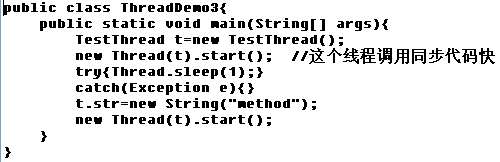 public class ThreadDemo3{
    public static void main(String[] args){
        TestThread t=new TestThread();
        new Thread(t).start();  //这个线程调用同步代码快
        try{Thread.sleep(1);}
        catch(Exception e){}
        t.str=new String("method");
        new Thread(t).start();
    }
}